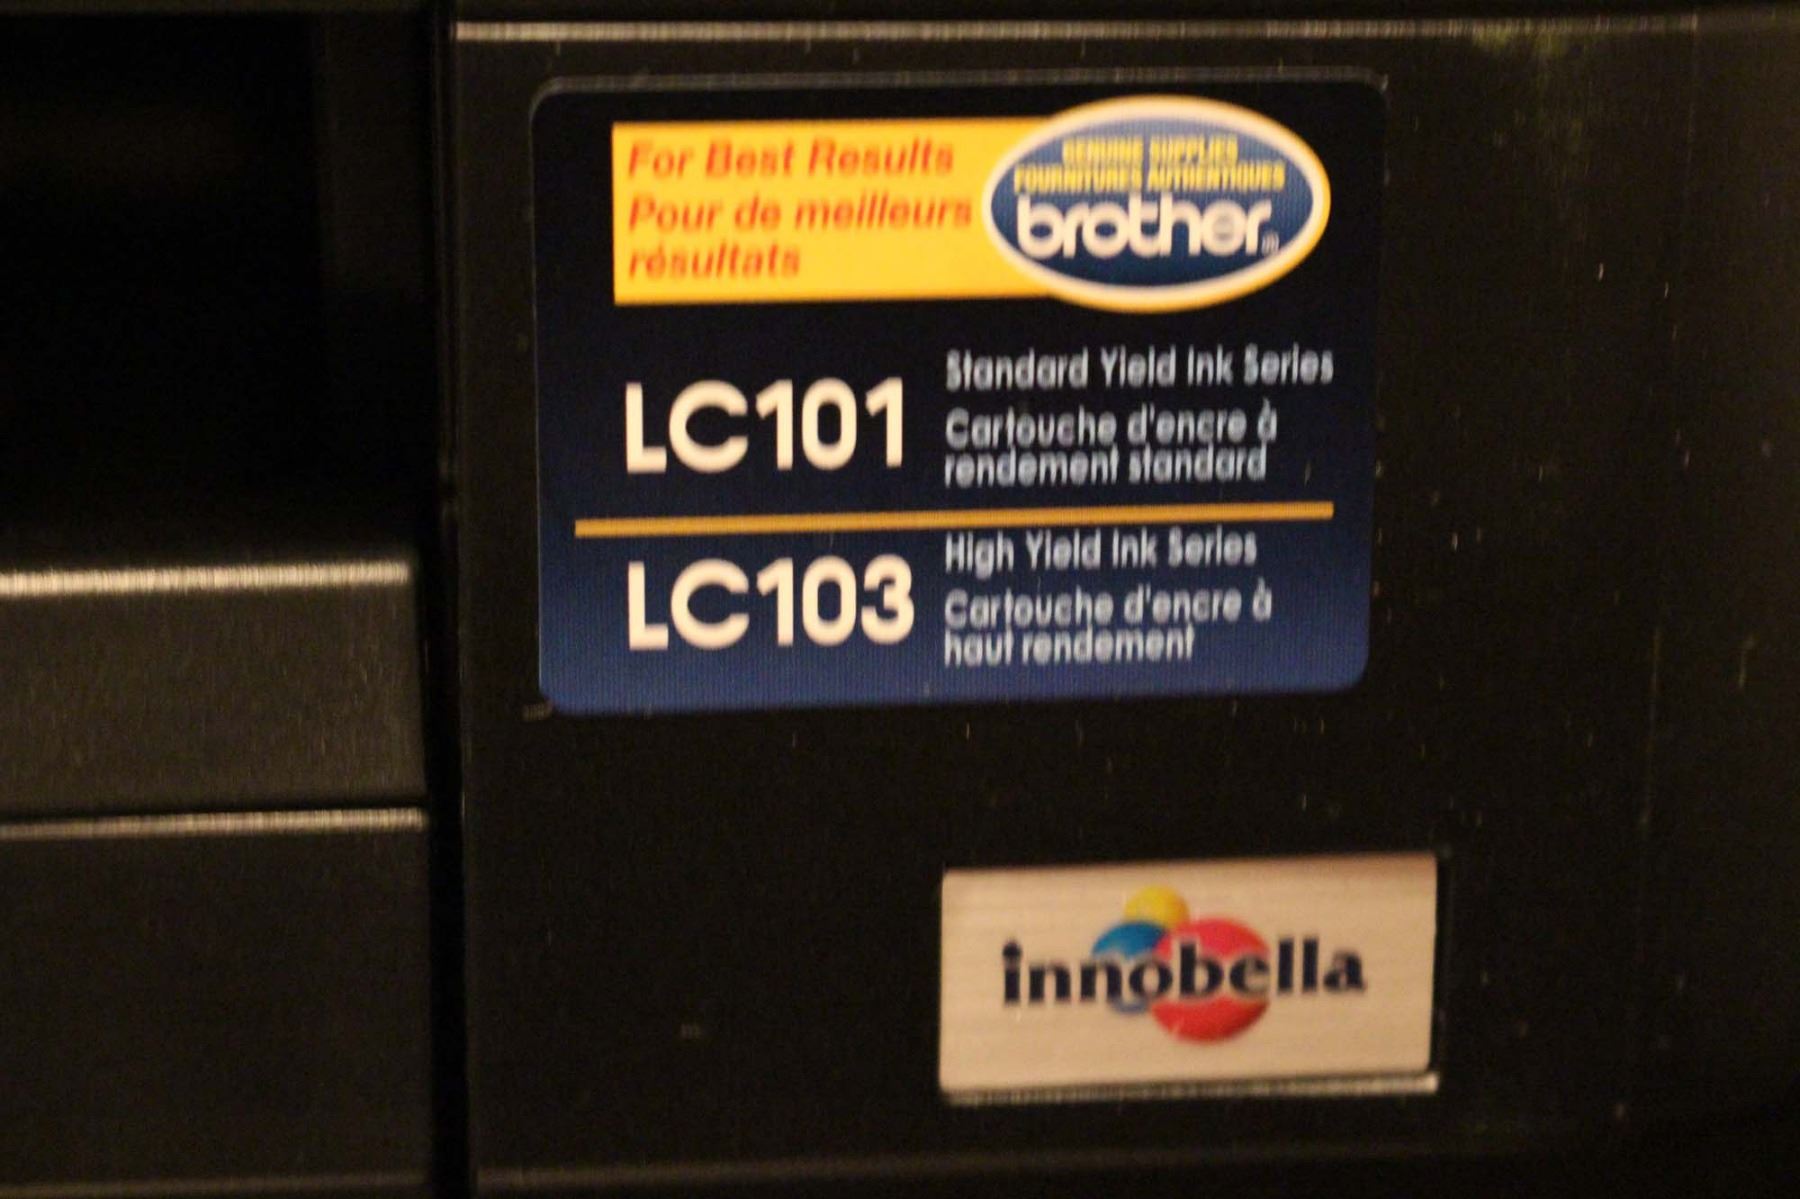 For Best Results
Pour de meilleurs
résultats
GENUINE SUPPLIES
FOURNITURES AUTHENTIQUES
brother®
LC101
Standard Yield Ink Series
Cartouche d'encre à
rendement standard
LC103
High Yield Ink Series
Cartouche d'encre à
haut rendement
innobella